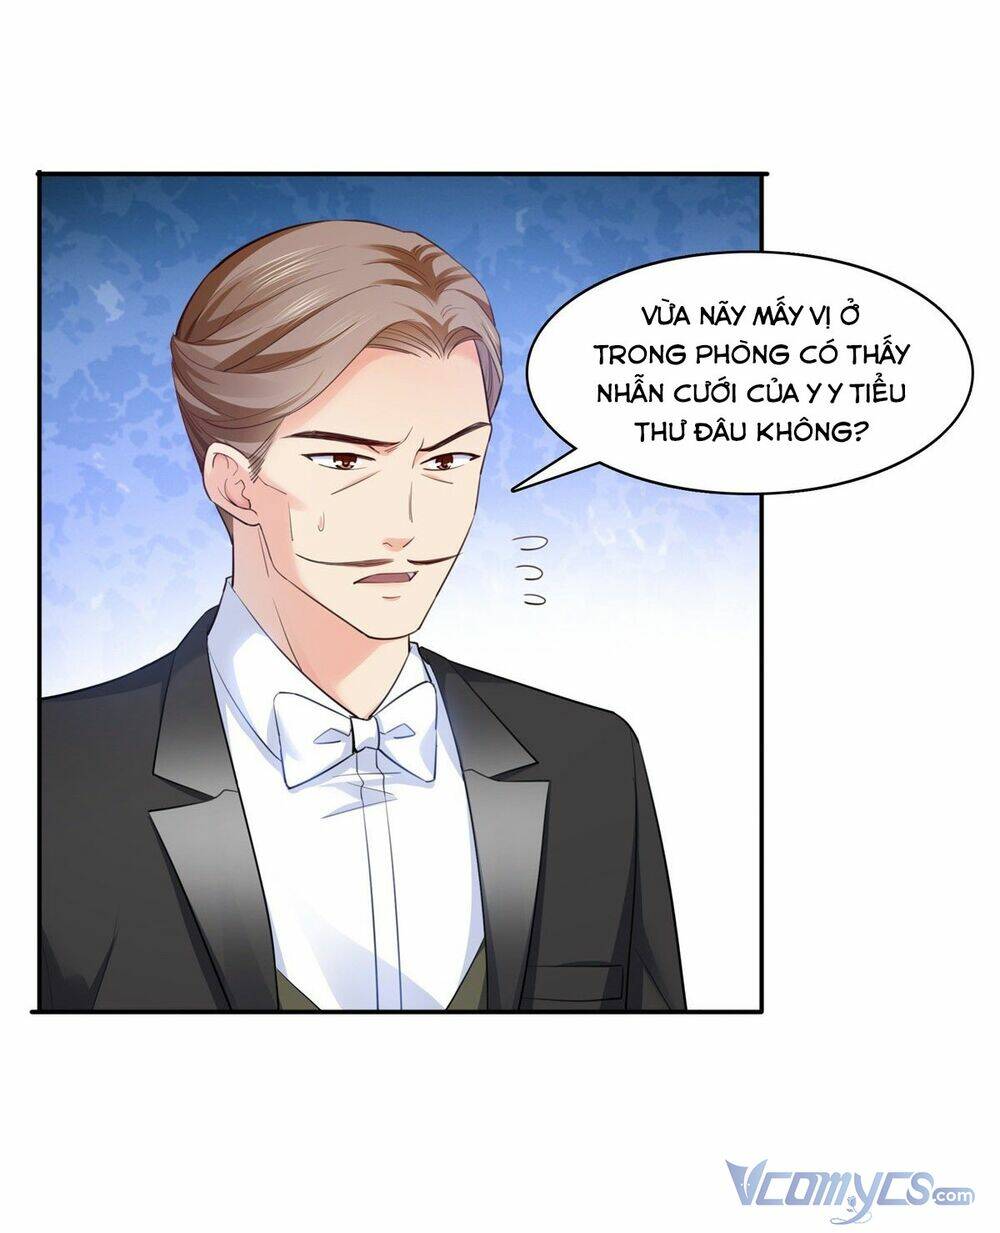 VỪA NÃY MẤY VỊ Ở
TRONG PHÒNG CÓ THẤY
NHẪN CƯỚI CỦA Y Y TIỂU
THƯ ĐÂU KHÔNG?
VCOMYCS.com